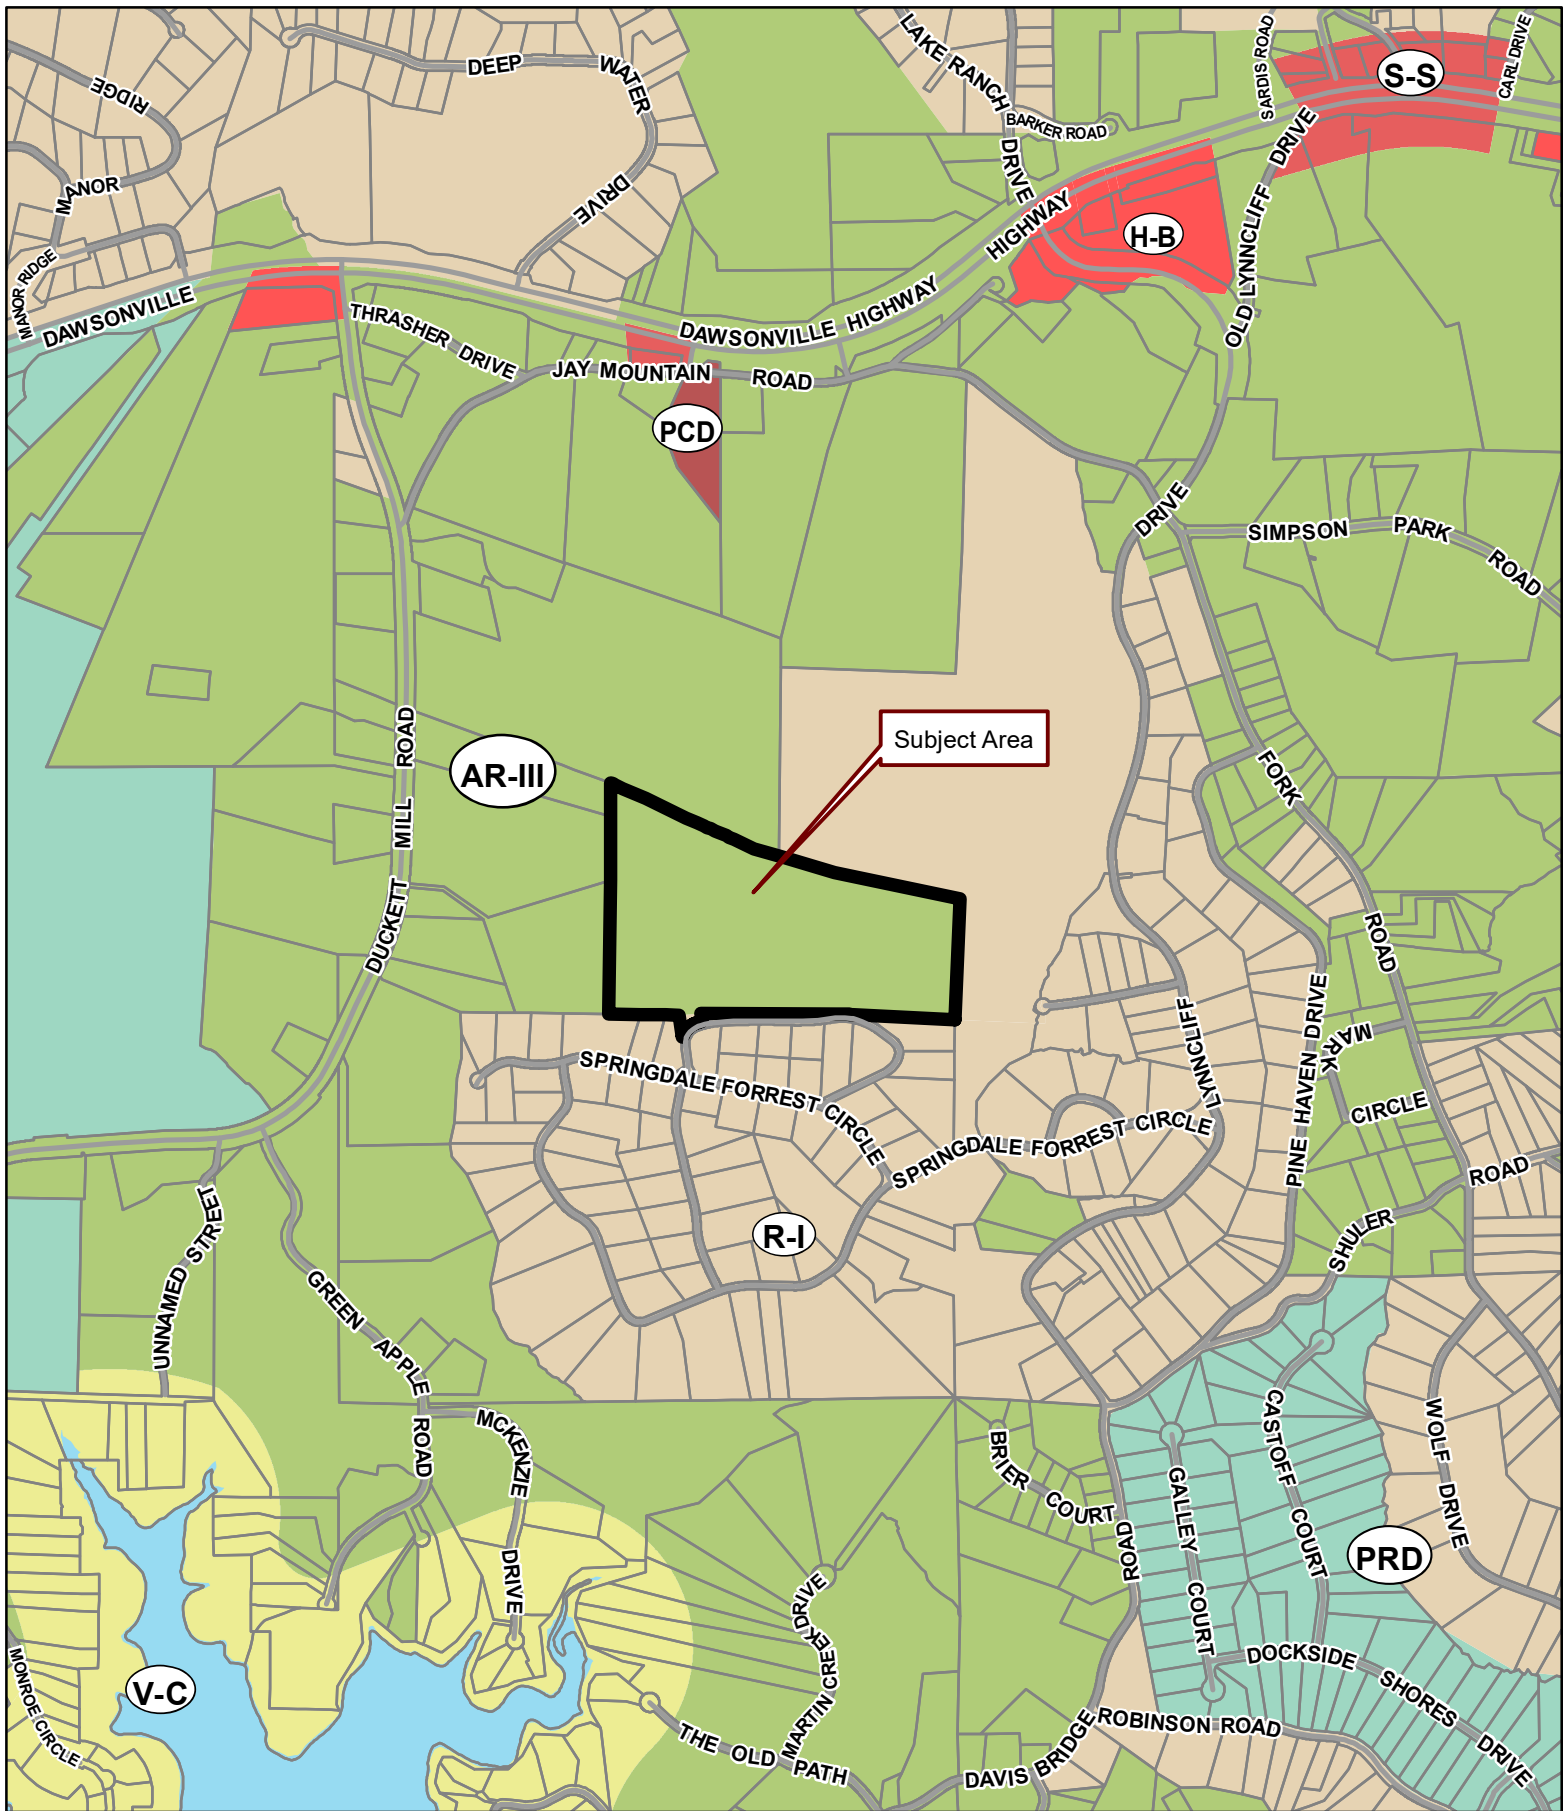 LAKE RANCH
DRIVE
SARDIS ROAD
CARL DRIVE
S-S
DEEP
WATER
DRIVE
RIDGE
BARKER ROAD
MANOR
MANOR RIDGE
H-B
HIGHWAY
OLD LYNNCLIFF
DRIVE
DAWSONVILLE
THRASHER DRIVE
DAWSONVILLE HIGHWAY
JAY MOUNTAIN ROAD
PCD
DRIVE
SIMPSON PARK ROAD
DUCKETT MILL ROAD
AR-III
Subject Area
FORK
ROAD
LYNNCLIFF
PINE HAVEN DRIVE
MARK
MARK
CIRCLE
SPRINGDALE FORREST CIRCLE
SPRINGDALE FORREST CIRCLE
ROAD
SHULER
R-I
UNNAMED STREET
GREEN APPLE
ROAD
MCKENZIE
DRIVE
BRIER COURT
ROAD
GALLEY COURT
CASTOFF COURT
WOLF DRIVE
PRD
V-C
MONROE CIRCLE
MARTIN CREEK DRIVE
THE OLD PATH
DAVIS BRIDGE
ROBINSON ROAD
DOCKSIDE
SHORES
DRIVE